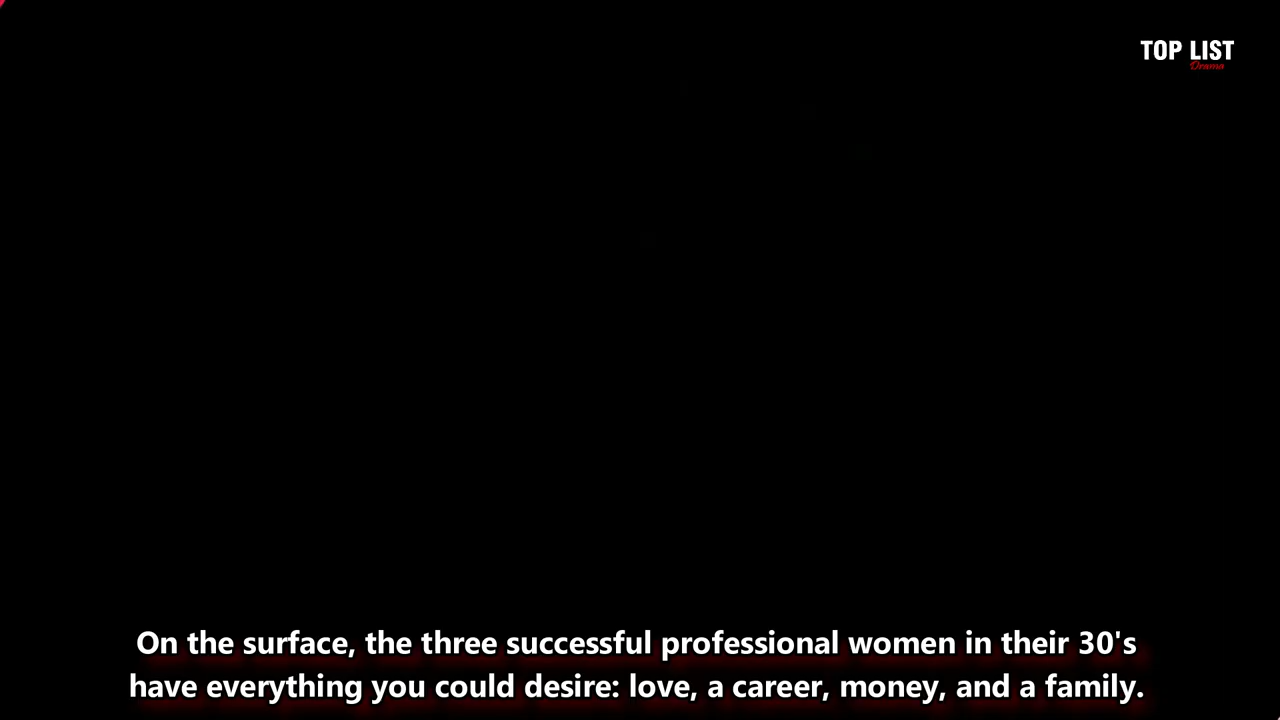 TOP LIST
Drama
On the surface, the three successful professional women in their 30's
have everything you could desire: love, a career, money, and a family.